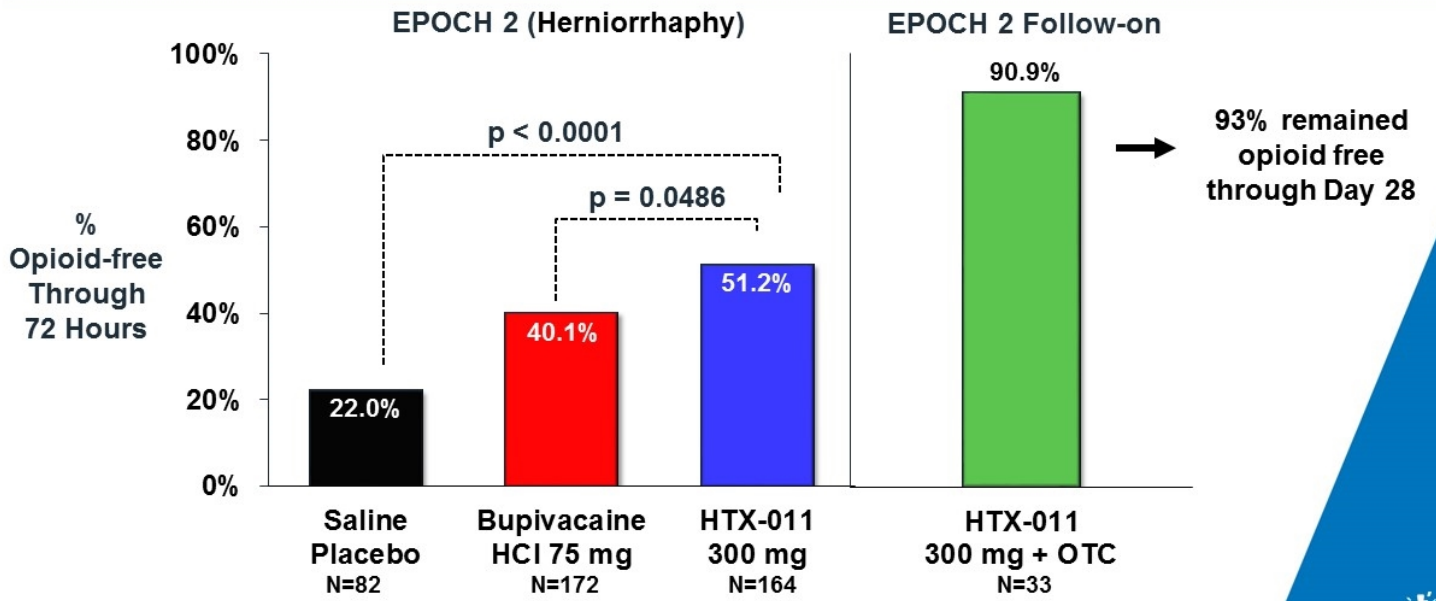 EPOCH 2 (Herniorrhaphy)
EPOCH 2 Follow-on
%
Opioid-free
Through
72 Hours
100%
80%
60%
40%
20%
0%
p < 0.0001
p = 0.0486
22.0%
40.1%
51.2%
90.9%
93% remained
opioid free
through Day 28
Saline
Placebo
N=82
Bupivacaine
HCl 75 mg
N=172
HTX-011
300 mg
N=164
HTX-011
300 mg + OTC
N=33